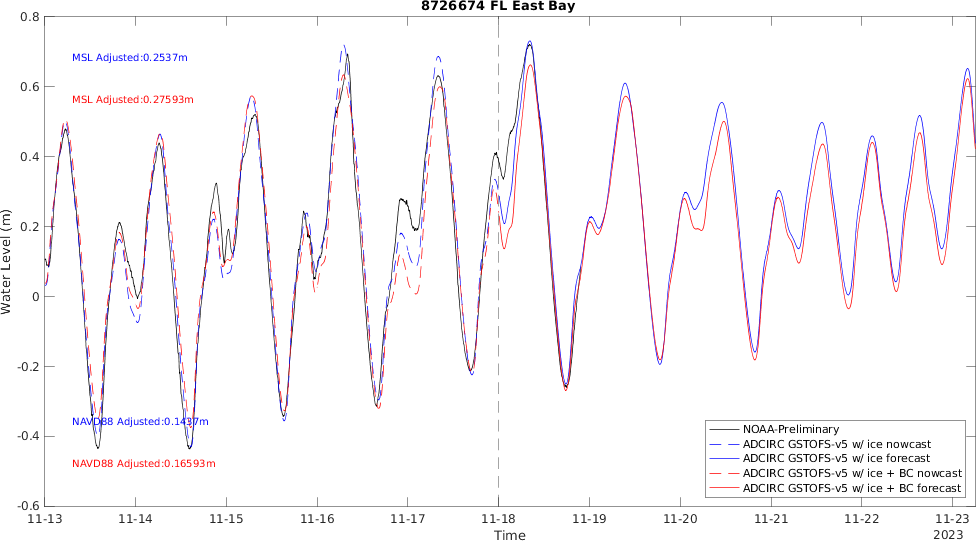 8726674 FL East Bay
0.8
0.6
0.4
0.2
0
-0.2
-0.4
-0.6
Water Level (m)
MSL Adjusted:0.2537m
MSL Adjusted:0.27593m
NAVD88 Adjusted:0.1437m
NAVD88 Adjusted:0.16593m
NOAA-Preliminary
ADCIRC GSTOFS-v5 w/ ice nowcast
ADCIRC GSTOFS-v5 w/ ice forecast
ADCIRC GSTOFS-v5 w/ ice + BC nowcast
ADCIRC GSTOFS-v5 w/ ice + BC forecast
11-13 11-14 11-15 11-16 11-17 11-18 11-19 11-20 11-21 11-22 11-23
Time
2023